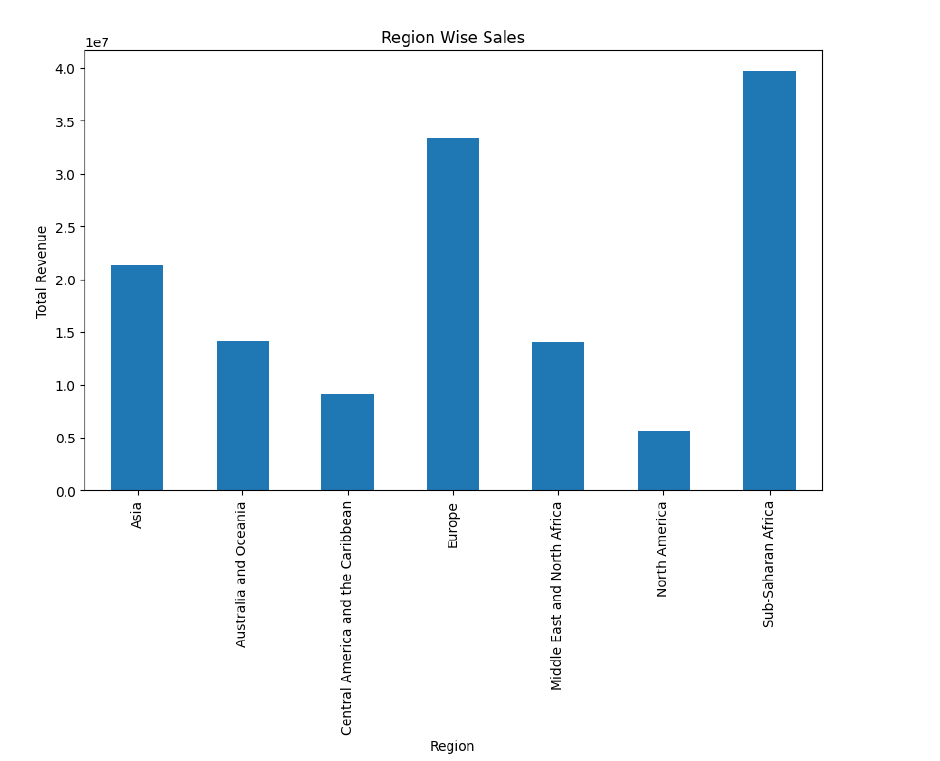 Region Wise Sales
1e7
4.0
3.5
3.0
2.5
2.0
1.5
1.0
0.5
0.0
Total Revenue
Asia
Australia and Oceania
Central America and the Caribbean
Europe
Middle East and North Africa
North America
Sub-Saharan Africa
Region